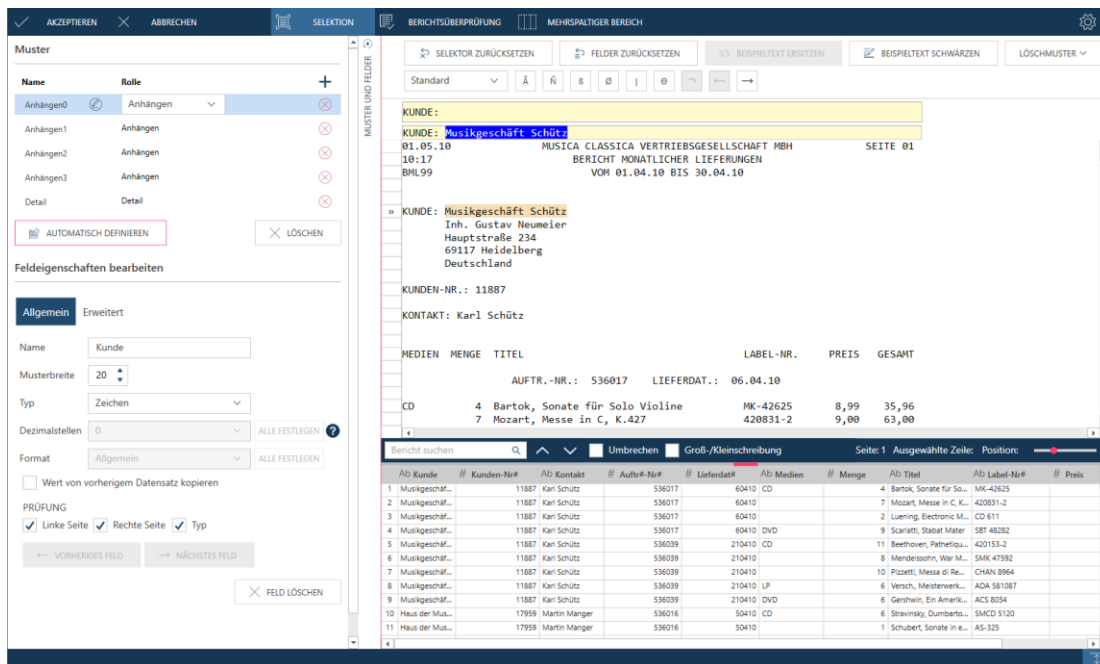 AKZEPTIEREN ABBRECHEN SELEKTION BERICHTSÜBERPRÜFUNG MEHRSPALTIGER BEREICH
Muster
Name Rolle
Anhängen0 Anhängen
Anhängen1 Anhängen
Anhängen2 Anhängen
Anhängen3 Anhängen
Detail Detail
AUTOMATISCH DEFINIEREN LÖSCHEN
Feldeigenschaften bearbeiten
Allgemein Erweitert
Name Kunde
Musterbreite 20
Typ Zeichen
Dezimalstellen 0 ALLE FESTLEGEN ?
Format Allgemein ALLE FESTLEGEN
Wert von vorherigem Datensatz kopieren
PRÜFUNG
Linke Seite Rechte Seite Typ
← VORHERIGES FELD → NÄCHSTES FELD
FELD LÖSCHEN
MUSTER UND FELDER
SELEKTOR ZURÜCKSETZEN FELDER ZURÜCKSETZEN BEISPIELTEXT ERSETZEN BEISPIELTEXT SCHWÄRZEN LÖSCHMUSTER
Standard Ä Ñ ß Ø | ɵ ¬ ← →
KUNDE:
KUNDE: Musikgeschäft Schütz
01.05.10 MUSICA CLASSICA VERTRIEBSGESELLSCHAFT MBH SEITE 01
10:17 BERICHT MONATLICHER LIEFERUNGEN
BML99 VOM 01.04.10 BIS 30.04.10
» KUNDE: Musikgeschäft Schütz
Inh. Gustav Neumeier
Hauptstraße 234
69117 Heidelberg
Deutschland
KUNDEN-NR.: 11887
KONTAKT: Karl Schütz
MEDIEN MENGE TITEL LABEL-NR. PREIS GESAMT
AUFTR.-NR.: 536017 LIEFERDAT.: 06.04.10
CD 4 Bartok, Sonate für Solo Violine MK-42625 8,99 35,96
7 Mozart, Messe in C, K.427 420831-2 9,00 63,00
Bericht suchen Umbrechen Groß-/Kleinschreibung Seite: 1 Ausgewählte Zeile: Position:
Ab Kunde # Kunden-Nr# Ab Kontakt # Auftr#-Nr# # Lieferdat# Ab Medien # Menge Ab Titel Ab Label-Nr# # Preis
1 Musikgeschäf... 11887 Karl Schütz 536017 60410 CD 4 Bartok, Sonate für So... MK-42625
2 Musikgeschäf... 11887 Karl Schütz 536017 60410 7 Mozart, Messe in C, K... 420831-2
3 Musikgeschäf... 11887 Karl Schütz 536017 60410 2 Luening, Electronic M... CD 611
4 Musikgeschäf... 11887 Karl Schütz 536017 60410 DVD 9 Scarlatti, Stabat Mater SBT 48282
5 Musikgeschäf... 11887 Karl Schütz 536039 210410 CD 11 Beethoven, Pathetiqu... 420153-2
6 Musikgeschäf... 11887 Karl Schütz 536039 210410 8 Mendelssohn, War M... SMK 47592
7 Musikgeschäf... 11887 Karl Schütz 536039 210410 10 Pizzetti, Messa di Re... CHAN 8964
8 Musikgeschäf... 11887 Karl Schütz 536039 210410 LP 6 Versch., Meisterwerk... ADA 581087
9 Musikgeschäf... 11887 Karl Schütz 536039 210410 DVD 6 Gershwin, Ein Amerik... ACS 8034
10 Haus der Mus... 17959 Martin Manger 536016 50410 CD 6 Stravinsky, Dumbarto... SMCD 5120
11 Haus der Mus... 17959 Martin Manger 536016 50410 1 Schubert, Sonate in e... AS-325